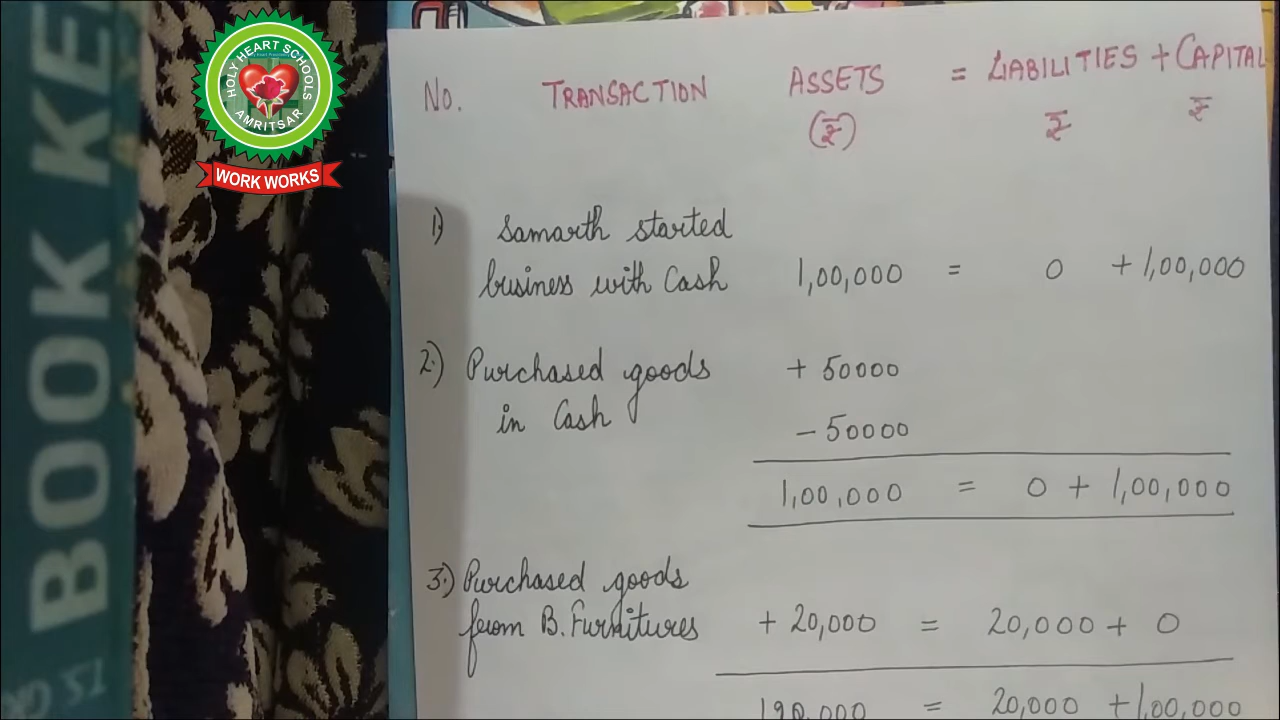 BOOK KE
HOLY HEART SCHOOLS
AMRITSAR
WORK WORKS
No. TRANSACTION ASSETS = LIABILITIES + CAPITAL
(₹) ₹ ₹
1) Samarth started
business with Cash 1,00,000 = 0 + 1,00,000
2.) Purchased goods + 50000
in Cash - 50000
1,00,000 = 0 + 1,00,000
3.) Purchased goods
from B. Furnitures + 20,000 = 20,000 + 0
120,000 = 20,000 + 1,00,000